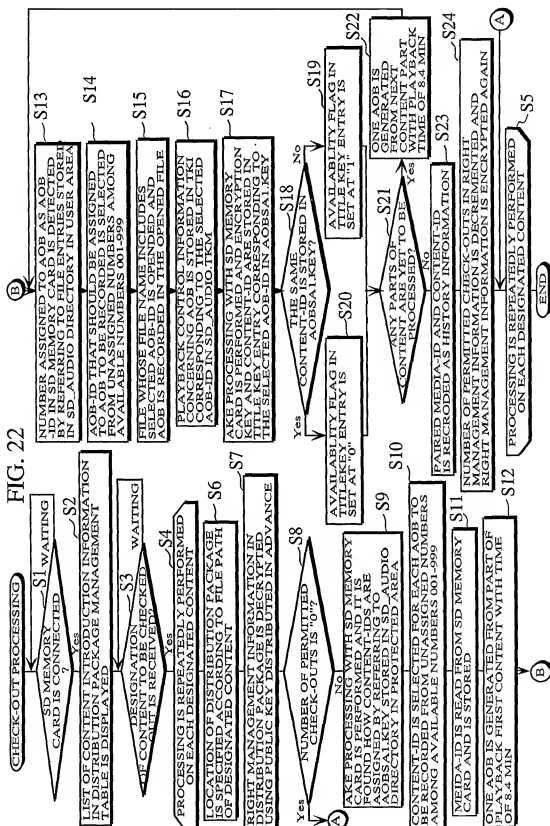 FIG. 22
CHECK-OUT PROCESSING
S1
SD MEMORY
CARD IS CONNECTED
?
WAITING
Yes
S2
LIST OF CONTENT INTRODUCTION INFORMATION
IN DISTRIBUTION PACKAGE MANAGEMENT
TABLE IS DISPLAYED
S3
DESIGNATION
OF CONTENT TO BE CHECKED
OUT IS RECEIVED?
WAITING
Yes
S4
PROCESSING IS REPEATEDLY PERFORMED
ON EACH DESIGNATED CONTENT
S6
LOCATION OF DISTRIBUTION PACKAGE
IS SPECIFIED ACCORDING TO FILE PATH
OF DESIGNATED CONTENT
S7
RIGHT MANAGEMENT INFORMATION IN
DISTRIBUTION PACKAGE IS DECRYPTED
USING PUBLIC KEY DISTRIBUTED IN ADVANCE
S8
NUMBER OF PERMITTED
CHECK-OUTS IS "0"?
Yes
A
No
S9
AKE PROCESSING WITH SD MEMORY
CARD IS PERFORMED AND IT IS
FOUND HOW CONTENT-IDS ARE
ASSIGNED BY REFERRING TO
AOBSA1.KEY STORED IN SD_AUDIO
DIRECTORY IN PROTECTED AREA
S10
CONTENT-ID IS SELECTED FOR EACH AOB TO
BE RECORDED FROM UNASSIGNED NUMBERS
AMONG AVAILABLE NUMBERS 001-999
S11
MEIDA-ID IS READ FROM SD MEMORY
CARD AND IS STORED
S12
ONE AOB IS GENERATED FROM PART OF
PLAYBACK FIRST CONTENT WITH TIME
OF 8.4 MIN
B
B
S13
NUMBER ASSIGNED TO AOB AS AOB
-ID IN SD MEMORY CARD IS DETECTED
BY REFERRING TO FILE ENTRIES STORED
IN SD_AUDIO DIRECTORY IN USER AREA
S14
AOB-ID THAT SHOULD BE ASSIGNED
TO AOB TO BE RECORDED IS SELECTED
FROM UNASSIGNED NUMBERS AMONG
AVAILABLE NUMBERS 001-999
S15
FILE WHOSE FILE NAME INCLUDES
SELECTED AOB-ID IS OPENDED AND
AOB IS RECORDED IN THE OPENED FILE
S16
PLAYBACK CONTROL INFORMATION
CONCERNING AOB IS STORED IN TKI
CORRESPONDING TO THE SELECTED
AOB-ID IN SD_AUDIO.TKM
S17
AKE PROCESSING WITH SD MEMORY
CARD IS PERFORMED AND ENCRYPTION
KEY AND CONTENT-ID ARE STORED IN
TITLE KEY ENTRY CORRESPONDING TO
THE SELECTED AOB-ID IN AOBSA1.KEY
S18
THE SAME
CONTENT-ID IS STORED IN
AOBSA1.KEY?
Yes
No
S20
AVAILABLITY FLAG IN
TITLEKEY ENTRY IS
SET AT "0"
S19
AVAILABLITY FLAG IN
TITLE KEY ENTRY IS
SET AT "1"
S21
ANY PARTS OF
CONTENT ARE YET TO BE
PROCESSED?
Yes
No
S22
ONE AOB IS
GENERATED
FROM NEXT
CONTENT PART
WITH PLAYBACK
TIME OF 8.4 MIN
S23
PAIRED MEDIA-ID AND CONTENT-ID
IS RECORDED AS HISTORY INFORMATION
S24
NUMBER OF PERMITTED CHECK-OUTS IN RIGHT
MANAGEMENT INFORMATION IS DECREMENTED AND
RIGHT MANAGEMENT INFORMATION IS ENCRYPTED AGAIN
A
S5
PROCESSING IS REPEATEDLY PERFORMED
ON EACH DESIGNATED CONTENT
END